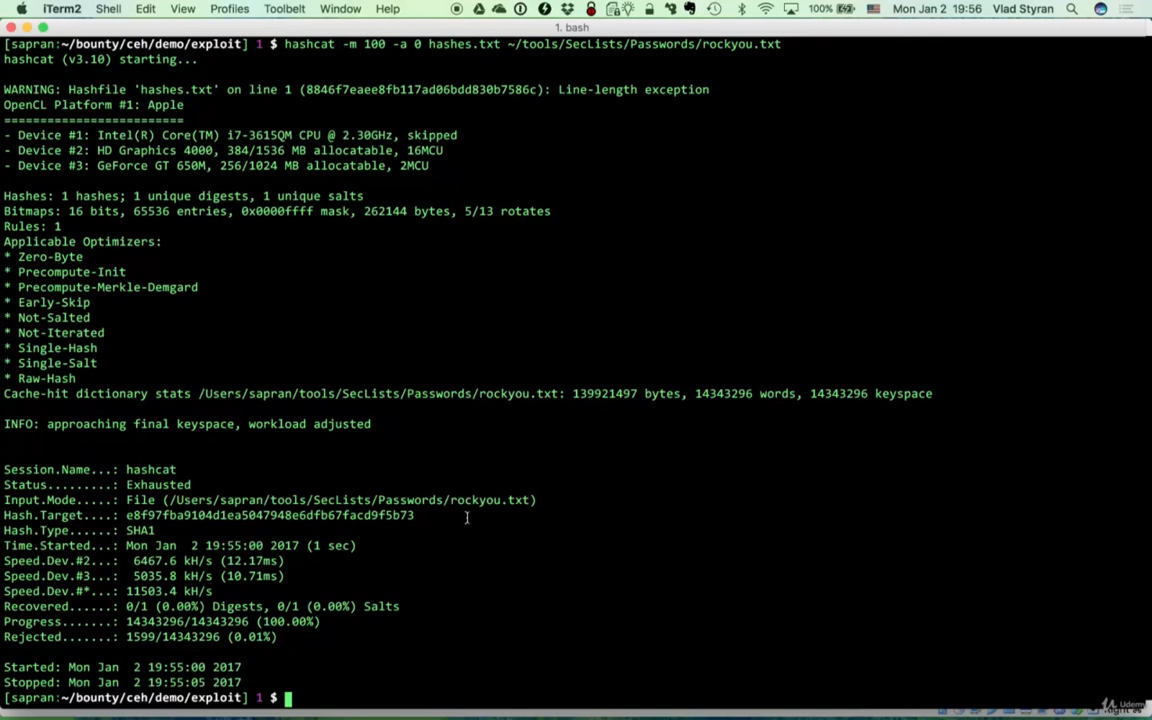 iTerm2 Shell Edit View Profiles Toolbelt Window Help 100% Mon Jan 2 19:56 Vlad Styran
1. bash
[sapran:~/bounty/ceh/demo/exploit] 1 $ hashcat -m 100 -a 0 hashes.txt ~/tools/SecLists/Passwords/rockyou.txt
hashcat (v3.10) starting...
WARNING: Hashfile 'hashes.txt' on line 1 (8846f7eaee8fb117ad06bdd830b7586c): Line-length exception
OpenCL Platform #1: Apple
=========================
- Device #1: Intel(R) Core(TM) i7-3615QM CPU @ 2.30GHz, skipped
- Device #2: HD Graphics 4000, 384/1536 MB allocatable, 16MCU
- Device #3: GeForce GT 650M, 256/1024 MB allocatable, 2MCU
Hashes: 1 hashes; 1 unique digests, 1 unique salts
Bitmaps: 16 bits, 65536 entries, 0x0000ffff mask, 262144 bytes, 5/13 rotates
Rules: 1
Applicable Optimizers:
* Zero-Byte
* Precompute-Init
* Precompute-Merkle-Demgard
* Early-Skip
* Not-Salted
* Not-Iterated
* Single-Hash
* Single-Salt
* Raw-Hash
Cache-hit dictionary stats /Users/sapran/tools/SecLists/Passwords/rockyou.txt: 139921497 bytes, 14343296 words, 14343296 keyspace
INFO: approaching final keyspace, workload adjusted
Session.Name...: hashcat
Status.........: Exhausted
Input.Mode.....: File (/Users/sapran/tools/SecLists/Passwords/rockyou.txt)
Hash.Target....: e8f97fba9104d1ea5047948e6dfb67facd9f5b73
Hash.Type......: SHA1
Time.Started...: Mon Jan  2 19:55:00 2017 (1 sec)
Speed.Dev.#2...:  6467.6 kH/s (12.17ms)
Speed.Dev.#3...:  5035.8 kH/s (10.71ms)
Speed.Dev.#*...: 11503.4 kH/s
Recovered......: 0/1 (0.00%) Digests, 0/1 (0.00%) Salts
Progress.......: 14343296/14343296 (100.00%)
Rejected.......: 1599/14343296 (0.01%)
Started: Mon Jan  2 19:55:00 2017
Stopped: Mon Jan  2 19:55:05 2017
[sapran:~/bounty/ceh/demo/exploit] 1 $
Udemy